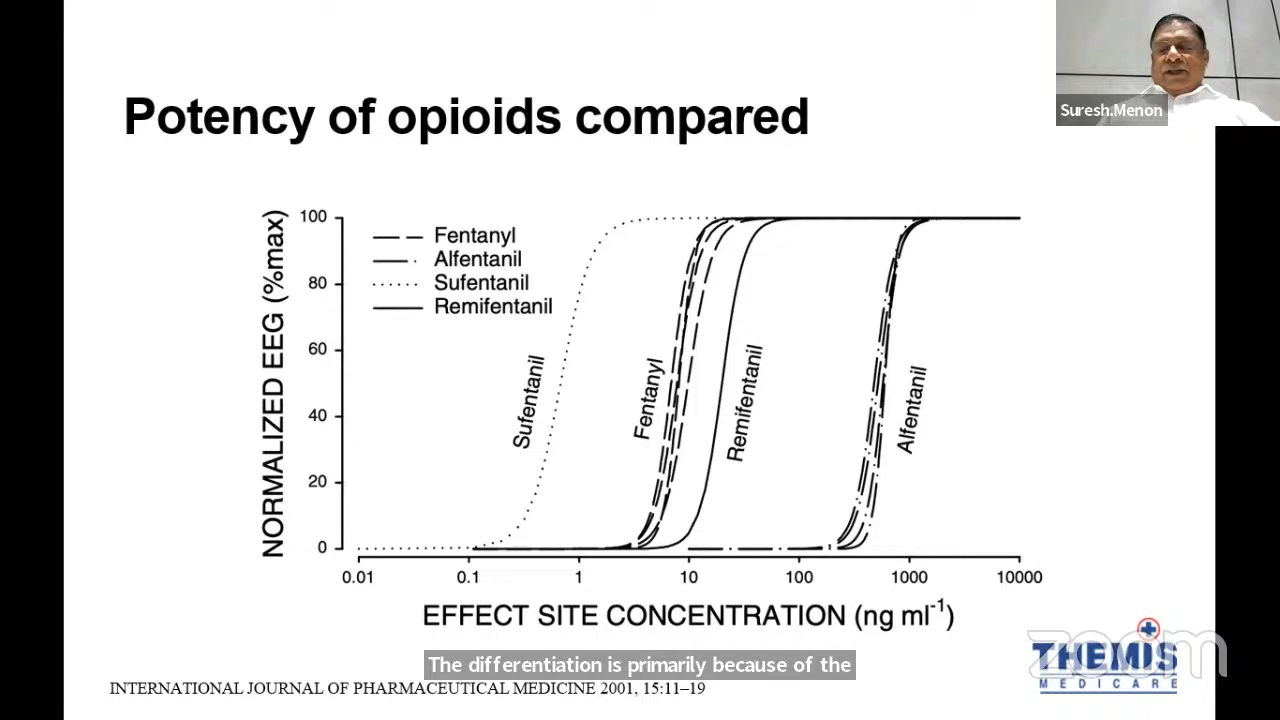 Suresh.Menon
Potency of opioids compared
NORMALIZED EEG (%max)
100
80
60
40
20
0
Fentanyl
Alfentanil
Sufentanil
Remifentanil
Sufentanil
Fentanyl
Remifentanil
Alfentanil
0.01 0.1 1 10 100 1000 10000
EFFECT SITE CONCENTRATION (ng ml⁻¹)
zoom
THEMIS
MEDICARE
The differentiation is primarily because of the
INTERNATIONAL JOURNAL OF PHARMACEUTICAL MEDICINE 2001, 15:11–19